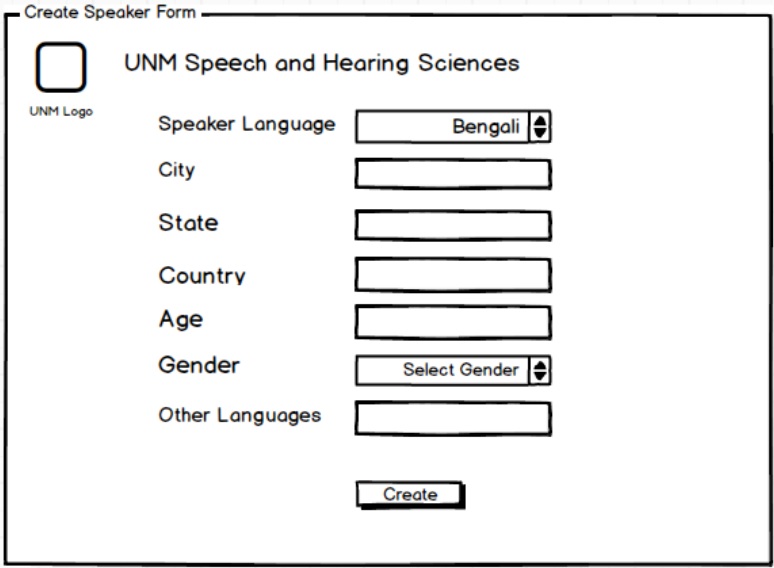 Create Speaker Form
UNM Speech and Hearing Sciences
UNM Logo
Speaker Language Bengali
City
State
Country
Age
Gender Select Gender
Other Languages
Create